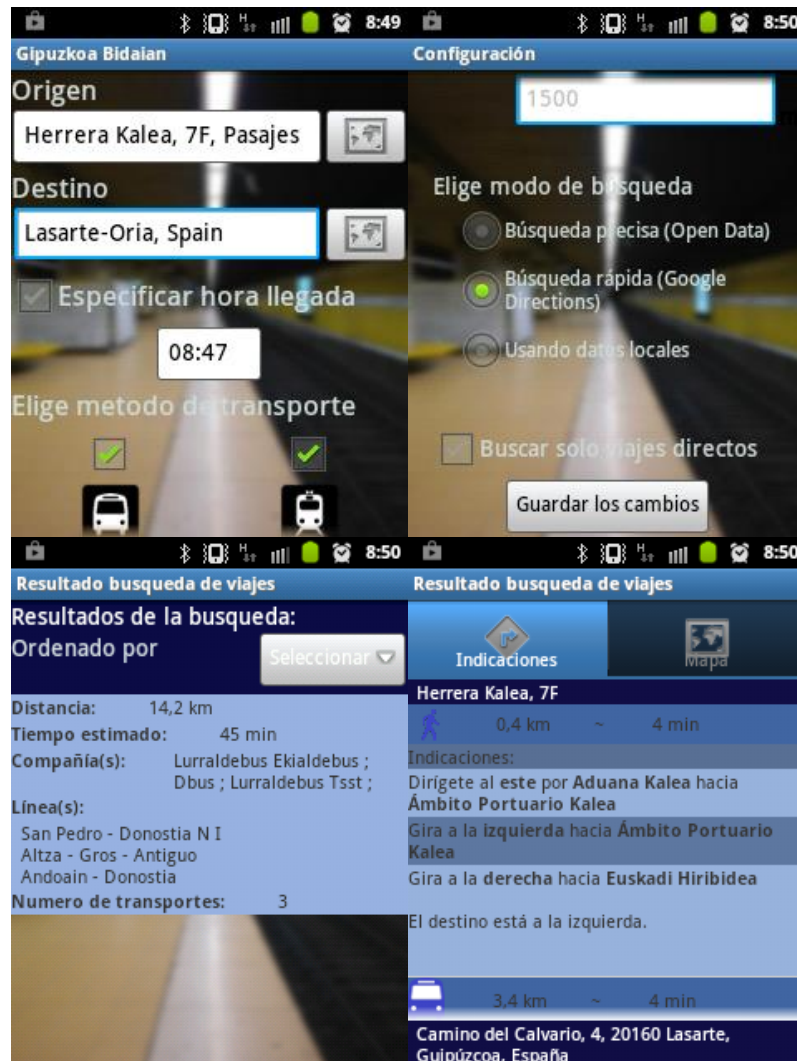 8:49
Gipuzkoa Bidaian
Origen
Herrera Kalea, 7F, Pasajes
Destino
Lasarte-Oria, Spain
Especificar hora llegada
08:47
Elige metodo de transporte
8:50
Configuración
1500
Elige modo de búsqueda
Búsqueda precisa (Open Data)
Búsqueda rápida (Google
Directions)
Usando datos locales
Buscar solo viajes directos
Guardar los cambios
8:50
Resultado busqueda de viajes
Resultados de la busqueda:
Ordenado por
Seleccionar
Distancia: 14,2 km
Tiempo estimado: 45 min
Compañía(s): Lurraldebus Ekialdebus ;
Dbus ; Lurraldebus Tsst ;
Línea(s):
San Pedro - Donostia N I
Altza - Gros - Antiguo
Andoain - Donostia
Numero de transportes: 3
8:50
Resultado busqueda de viajes
Indicaciones
Mapa
Herrera Kalea, 7F
0,4 km ~ 4 min
Indicaciones:
Dirígete al este por Aduana Kalea hacia
Ámbito Portuario Kalea
Gira a la izquierda hacia Ámbito Portuario
Kalea
Gira a la derecha hacia Euskadi Hiribidea
El destino está a la izquierda.
3,4 km ~ 4 min
Camino del Calvario, 4, 20160 Lasarte,
Guipúzcoa, España